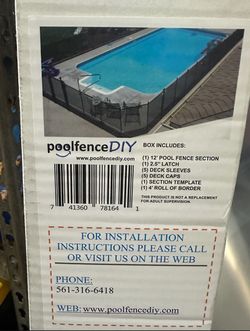 poolfenceDIY
www.poolfencediy.com
BOX INCLUDES:
(1) 12' POOL FENCE SECTION
(1) 2.5" LATCH
(5) DECK SLEEVES
(5) DECK CAPS
(1) SECTION TEMPLATE
(1) 4' ROLL OF BORDER
THIS PRODUCT IS NOT A REPLACEMENT
FOR ADULT SUPERVISION.
7 41360 78164 1
FOR INSTALLATION
INSTRUCTIONS PLEASE CALL
OR VISIT US ON THE WEB
PHONE:
561-316-6418
WEB: www.poolfencediy.com